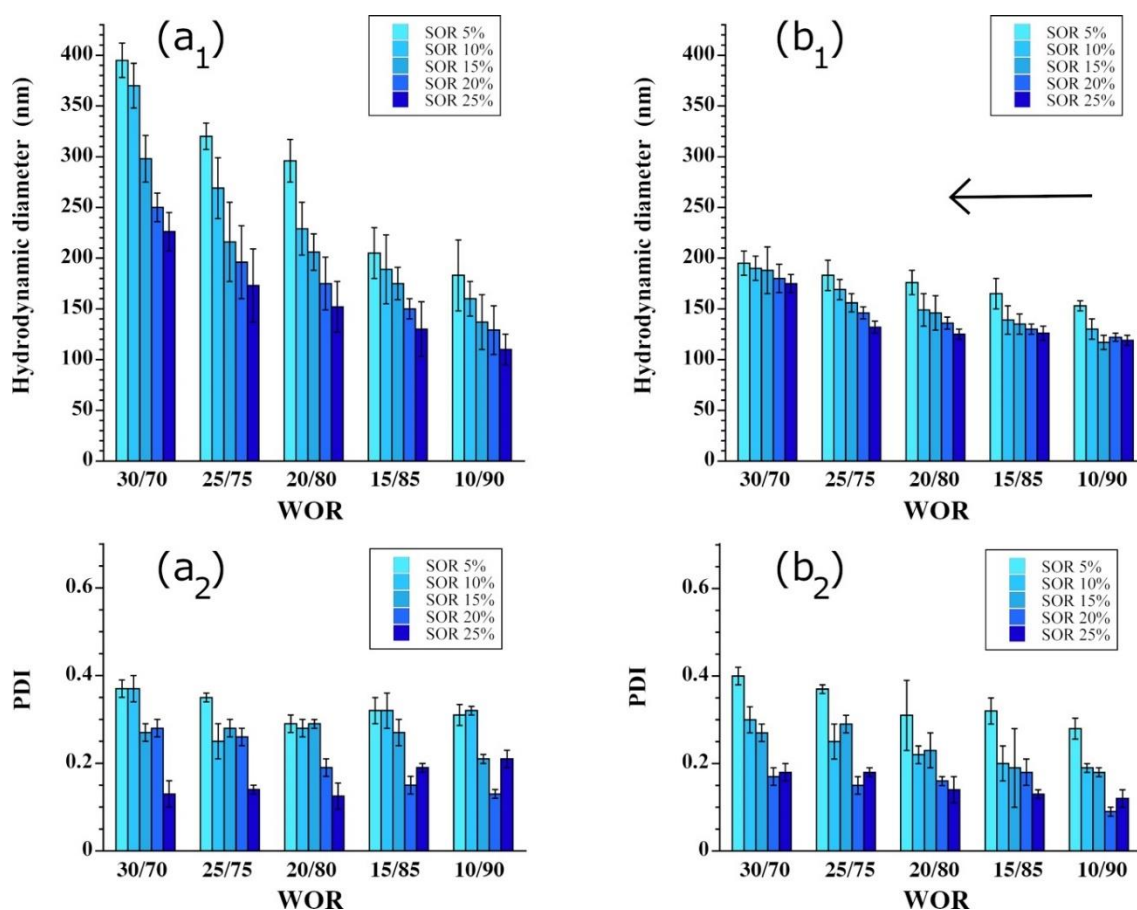 (a1)
SOR 5%
SOR 10%
SOR 15%
SOR 20%
SOR 25%
Hydrodynamic diameter (nm)
400
350
300
250
200
150
100
50
0
30/70 25/75 20/80 15/85 10/90
WOR
(b1)
SOR 5%
SOR 10%
SOR 15%
SOR 20%
SOR 25%
Hydrodynamic diameter (nm)
400
350
300
250
200
150
100
50
0
30/70 25/75 20/80 15/85 10/90
WOR
(a2)
SOR 5%
SOR 10%
SOR 15%
SOR 20%
SOR 25%
PDI
0.6
0.4
0.2
0
30/70 25/75 20/80 15/85 10/90
WOR
(b2)
SOR 5%
SOR 10%
SOR 15%
SOR 20%
SOR 25%
PDI
0.6
0.4
0.2
0
30/70 25/75 20/80 15/85 10/90
WOR